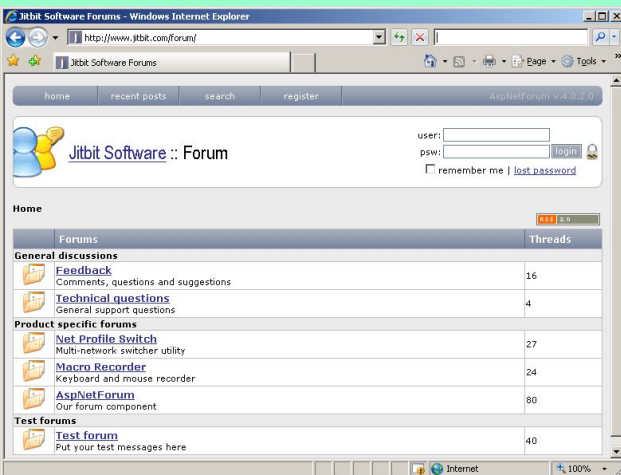 Jitbit Software Forums - Windows Internet Explorer
http://www.jitbit.com/forum/
Jitbit Software Forums
Page
Tools
»
home recent posts search register AspNetForum v.4.0.2.0
user:
Jitbit Software :: Forum
psw: login
remember me | lost password
Home
RSS 2.0
Forums Threads
General discussions
Feedback
Comments, questions and suggestions
16
Technical questions
General support questions
4
Product specific forums
Net Profile Switch
Multi-network switcher utility
27
Macro Recorder
Keyboard and mouse recorder
24
AspNetForum
Our forum component
80
Test forums
Test forum
Put your test messages here
40
Internet 100%